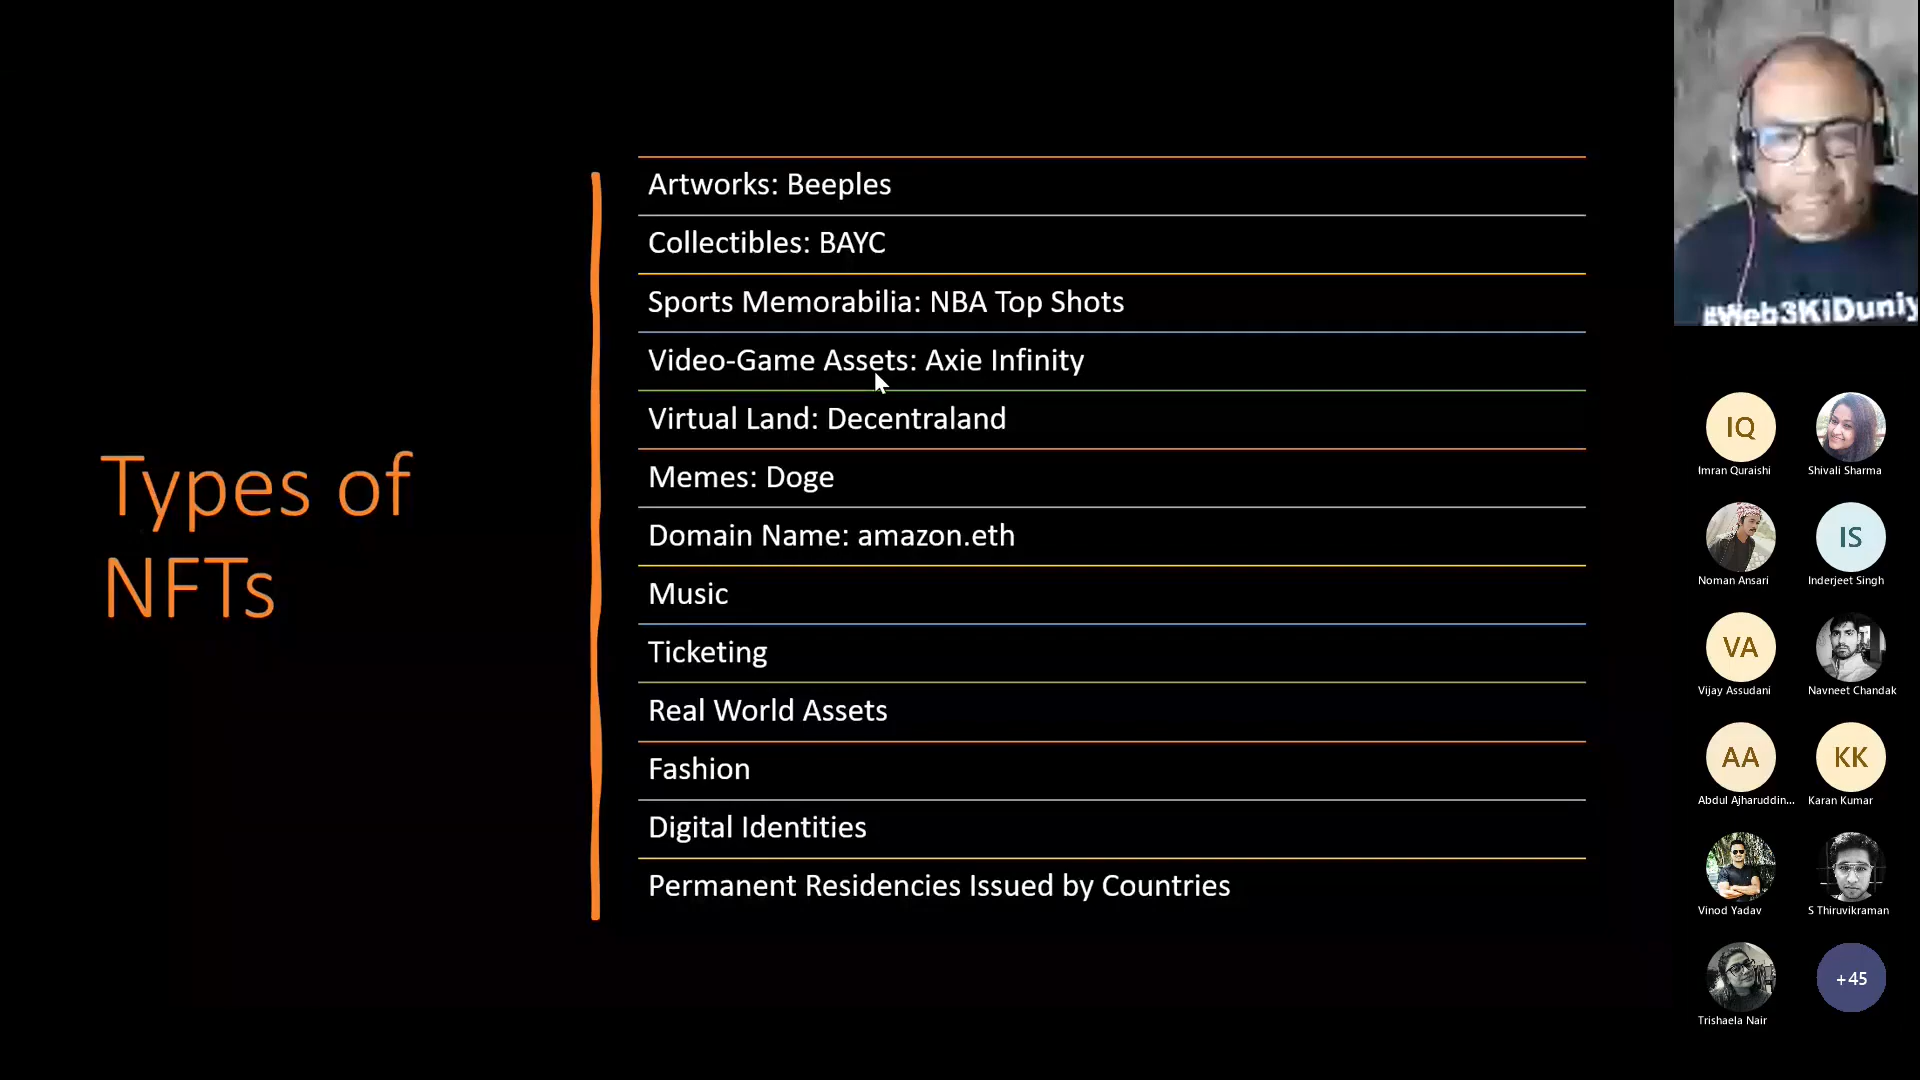 Types of
NFTs
Artworks: Beeples
Collectibles: BAYC
Sports Memorabilia: NBA Top Shots
Video-Game Assets: Axie Infinity
Virtual Land: Decentraland
Memes: Doge
Domain Name: amazon.eth
Music
Ticketing
Real World Assets
Fashion
Digital Identities
Permanent Residencies Issued by Countries
#Web3KIDuniy
IQ
Imran Quraishi
Shivali Sharma
Noman Ansari
IS
Inderjeet Singh
VA
Vijay Assudani
Navneet Chandak
AA
Abdul Ajharuddin...
KK
Karan Kumar
Vinod Yadav
S Thiruvikraman
Trishaela Nair
+45